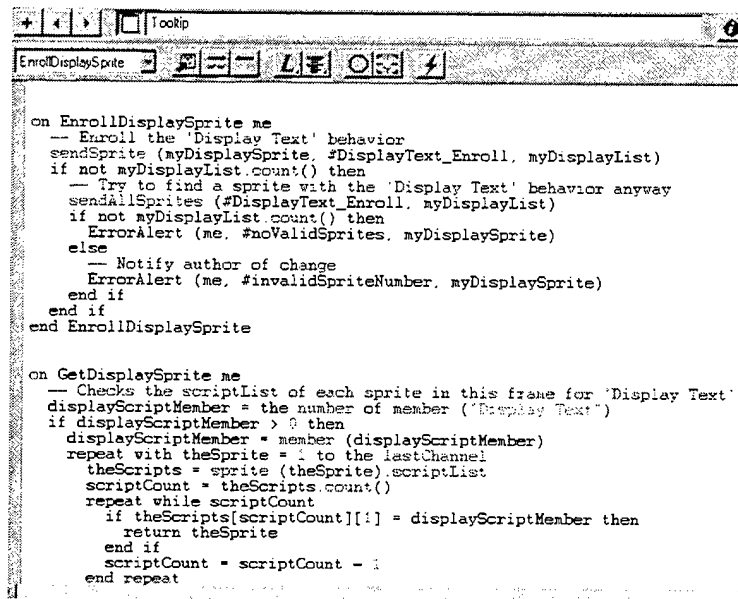 Tooltip
EnrollDisplaySprite
on EnrollDisplaySprite me
-- Enroll the 'Display Text' behavior
sendSprite (myDisplaySprite, #DisplayText_Enroll, myDisplayList)
if not myDisplayList.count() then
-- Try to find a sprite with the 'Display Text' behavior anyway
sendAllSprites (#DisplayText_Enroll, myDisplayList)
if not myDisplayList.count() then
ErrorAlert (me, #noValidSprites, myDisplaySprite)
else
-- Notify author of change
ErrorAlert (me, #invalidSpriteNumber, myDisplaySprite)
end if
end if
end EnrollDisplaySprite
on GetDisplaySprite me
-- Checks the scriptList of each sprite in this frame for 'Display Text'
displayScriptMember = the number of member ("Display Text")
if displayScriptMember > 0 then
displayScriptMember = member (displayScriptMember)
repeat with theSprite = 1 to the lastChannel
theScripts = sprite (theSprite).scriptList
scriptCount = theScripts.count()
repeat while scriptCount
if theScripts[scriptCount][1] = displayScriptMember then
return theSprite
end if
scriptCount = scriptCount - 1
end repeat